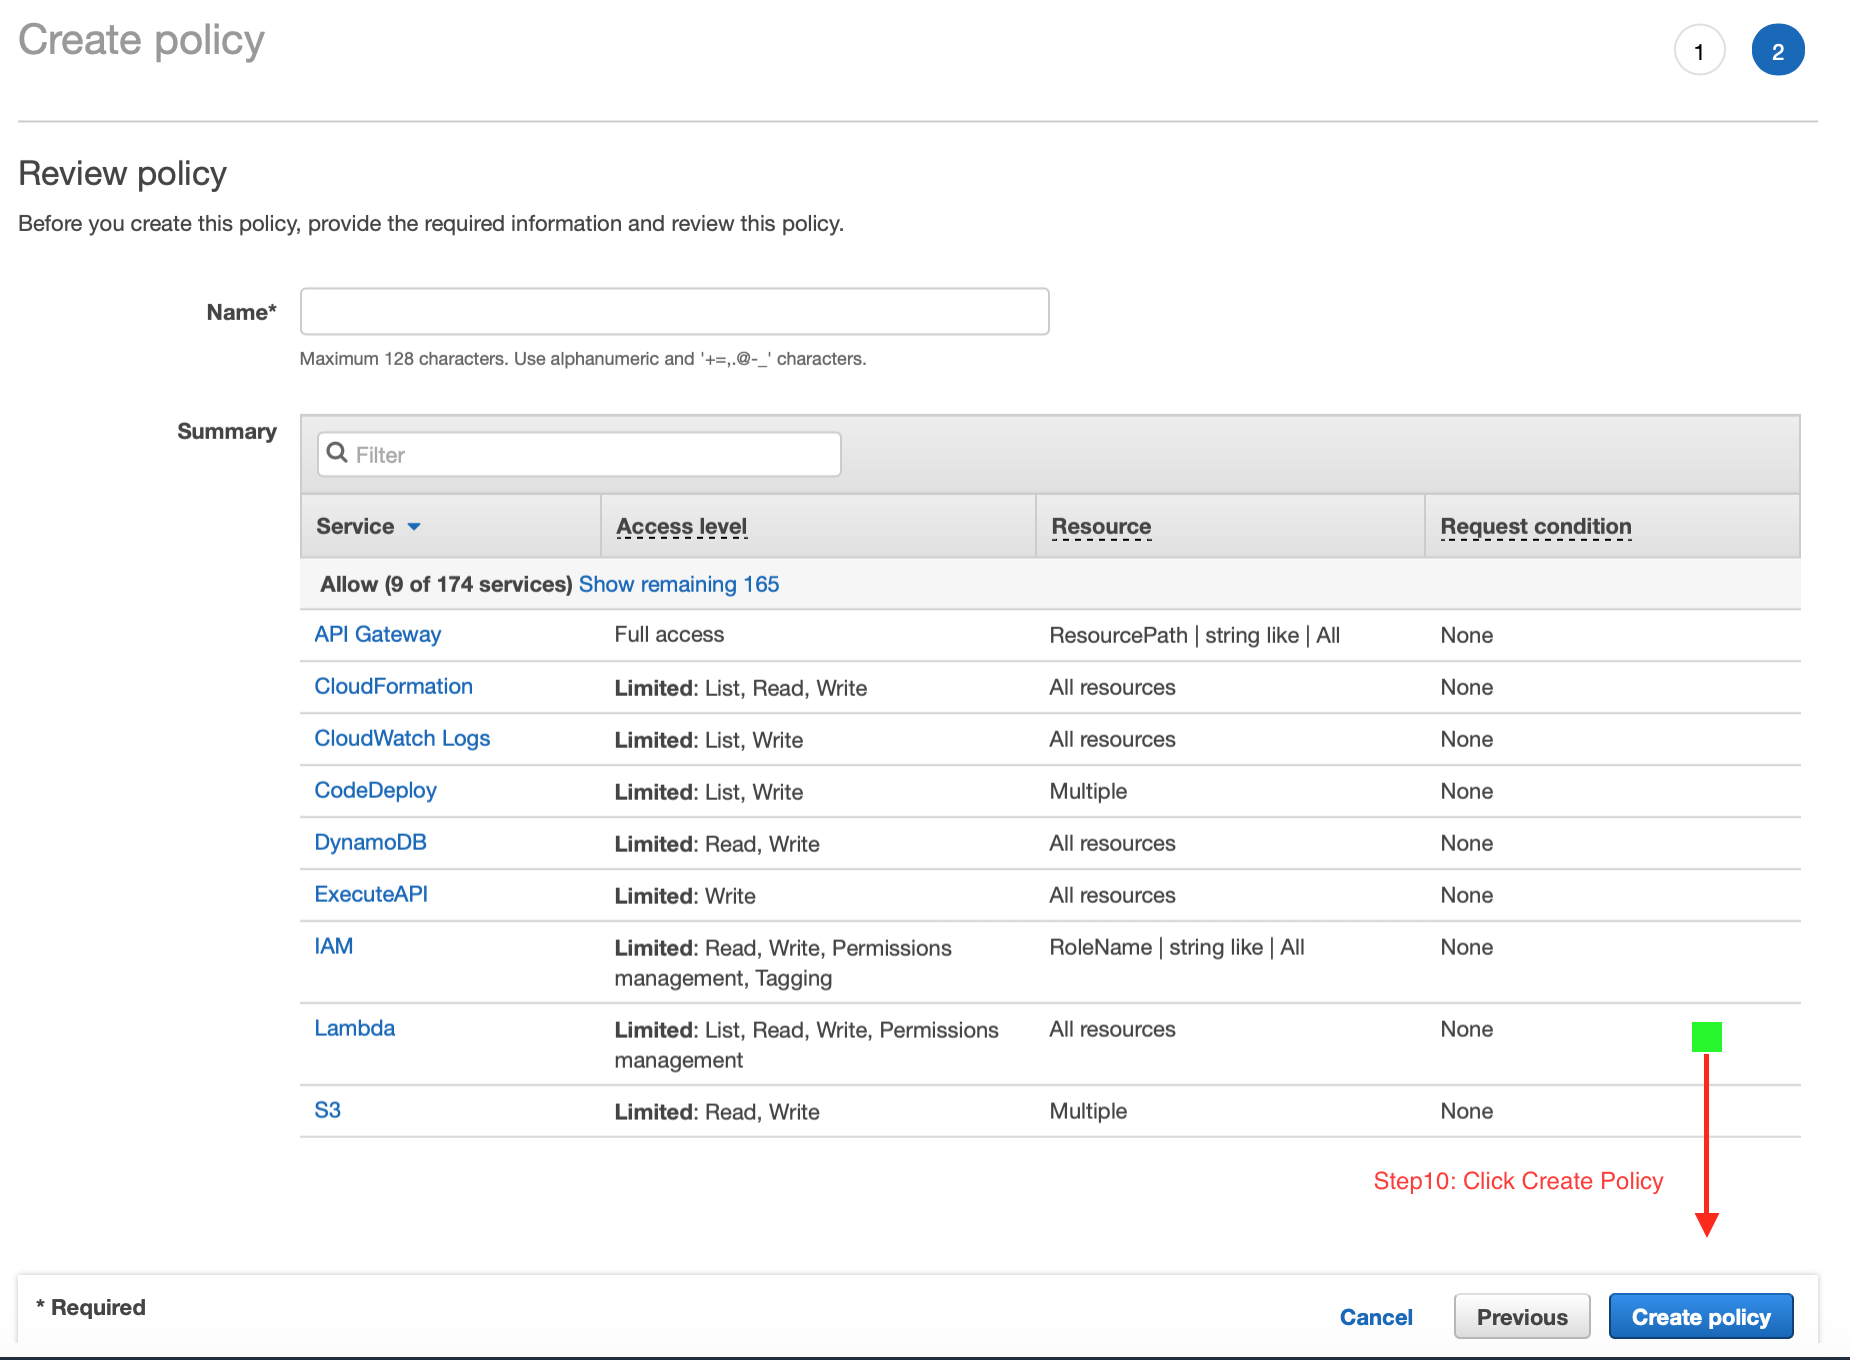 Create policy
1
2
Review policy
Before you create this policy, provide the required information and review this policy.
Name*
Maximum 128 characters. Use alphanumeric and '+=,.@-_' characters.
Summary
Filter
Service Access level Resource Request condition
Allow (9 of 174 services) Show remaining 165
API Gateway Full access ResourcePath | string like | All None
CloudFormation Limited: List, Read, Write All resources None
CloudWatch Logs Limited: List, Write All resources None
CodeDeploy Limited: List, Write Multiple None
DynamoDB Limited: Read, Write All resources None
ExecuteAPI Limited: Write All resources None
IAM Limited: Read, Write, Permissions RoleName | string like | All None
management, Tagging
Lambda Limited: List, Read, Write, Permissions All resources None
management
S3 Limited: Read, Write Multiple None
Step10: Click Create Policy
* Required
Cancel Previous Create policy